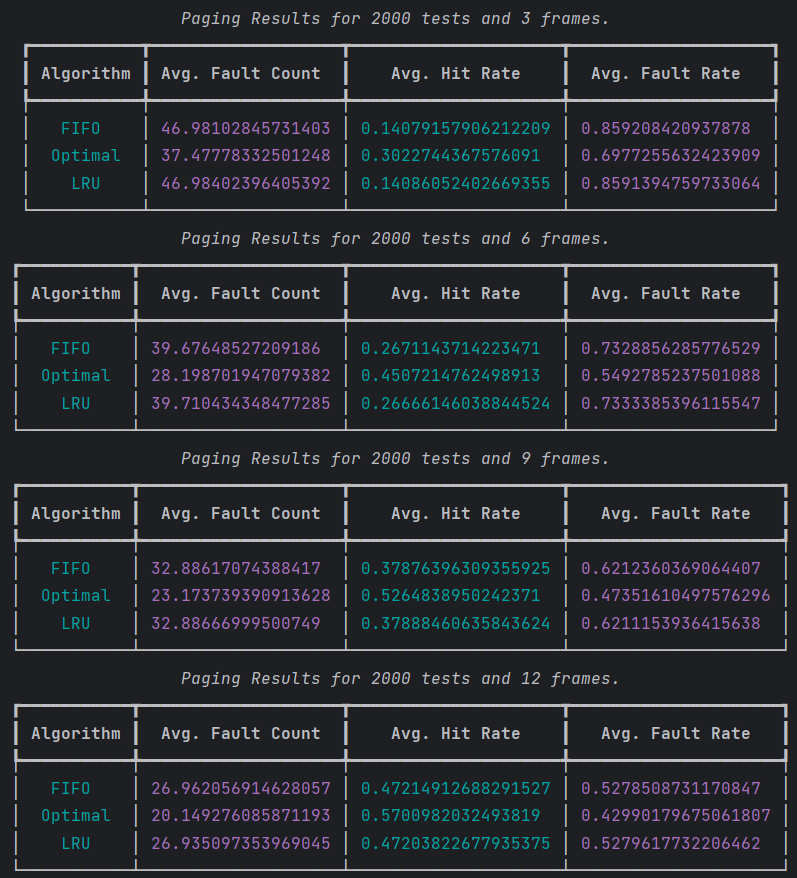 Paging Results for 2000 tests and 3 frames.
Algorithm Avg. Fault Count Avg. Hit Rate Avg. Fault Rate
FIFO 46.98102845731403 0.14079157906212209 0.859208420937878
Optimal 37.47778332501248 0.3022744367576091 0.6977255632423909
LRU 46.98402396405392 0.14086052402669355 0.8591394759733064
Paging Results for 2000 tests and 6 frames.
Algorithm Avg. Fault Count Avg. Hit Rate Avg. Fault Rate
FIFO 39.67648527209186 0.2671143714223471 0.7328856285776529
Optimal 28.198701947079382 0.4507214762498913 0.5492785237501088
LRU 39.710434348477285 0.26666146038844524 0.7333385396115547
Paging Results for 2000 tests and 9 frames.
Algorithm Avg. Fault Count Avg. Hit Rate Avg. Fault Rate
FIFO 32.88617074388417 0.37876396309355925 0.6212360369064407
Optimal 23.173739390913628 0.5264838950242371 0.47351610497576296
LRU 32.88666999500749 0.37888460635843624 0.6211153936415638
Paging Results for 2000 tests and 12 frames.
Algorithm Avg. Fault Count Avg. Hit Rate Avg. Fault Rate
FIFO 26.962056914628057 0.47214912688291527 0.5278508731170847
Optimal 20.149276085871193 0.5700982032493819 0.42990179675061807
LRU 26.935097353969045 0.47203822677935375 0.5279617732206462